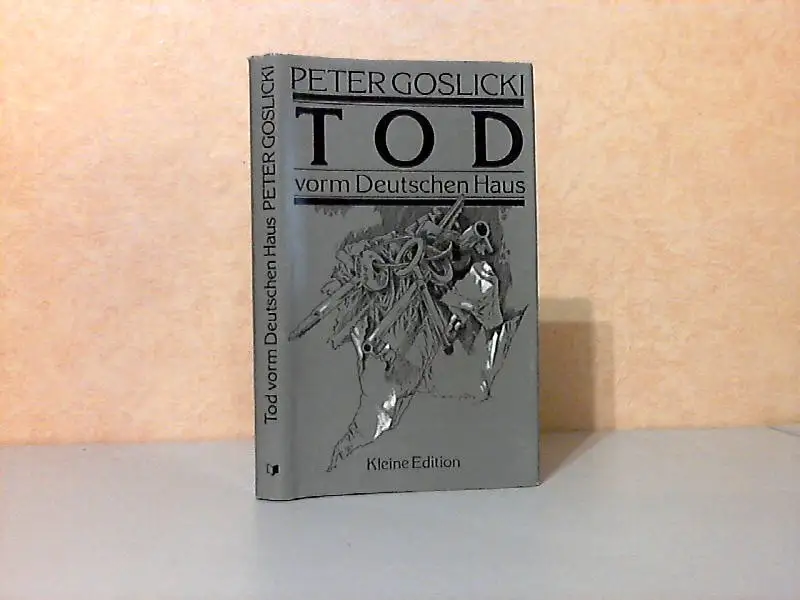 PETER GOSLICKI
TOD
vorm Deutschen Haus
Kleine Edition
Tod vorm Deutschen Haus PETER GOSLICKI